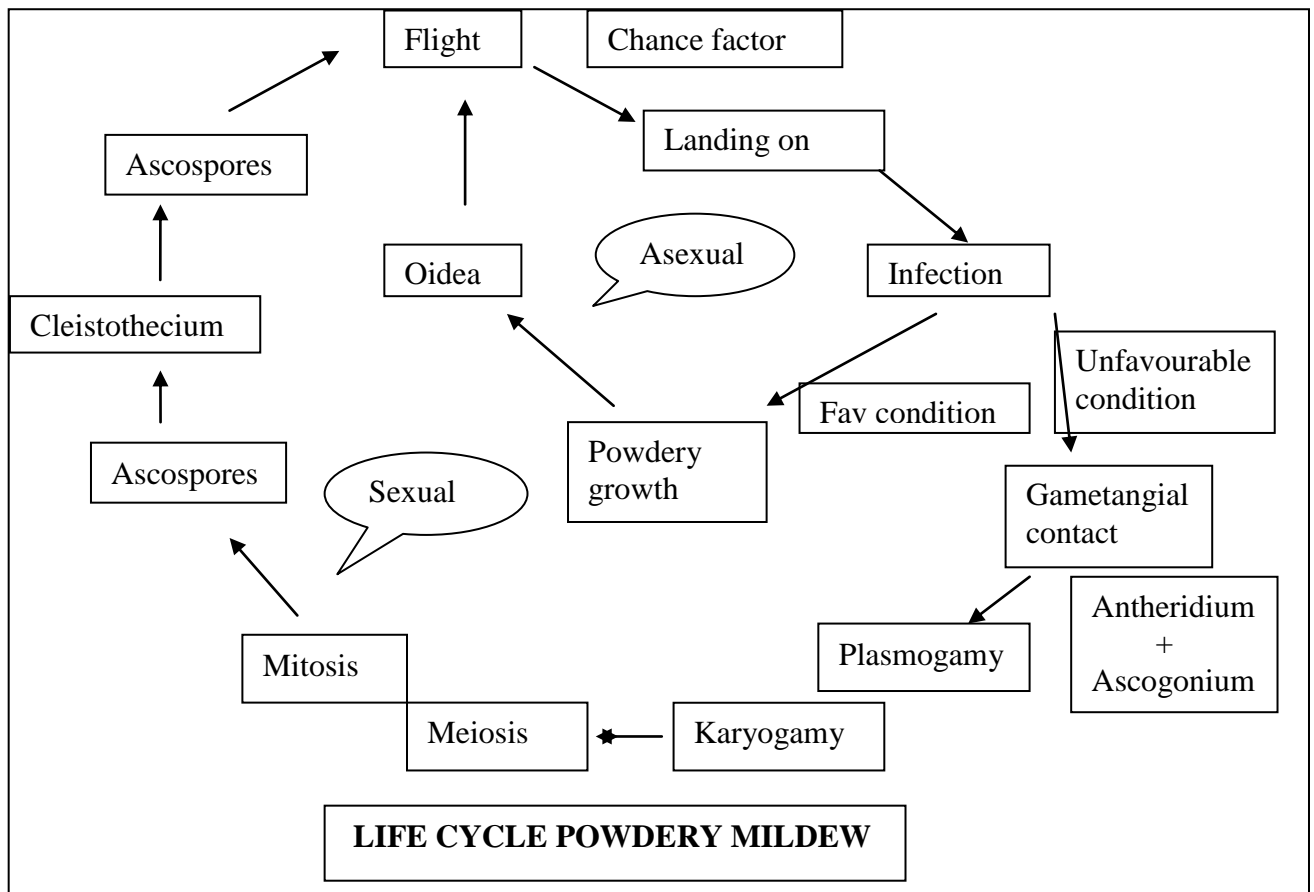 Flight
Chance factor
Landing on
Ascospores
Oidea
Asexual
Infection
Cleistothecium
Unfavourable
condition
Fav condition
Powdery
growth
Ascospores
Sexual
Gametangial
contact
Antheridium
+
Ascogonium
Mitosis
Plasmogamy
Meiosis
Karyogamy
LIFE CYCLE POWDERY MILDEW